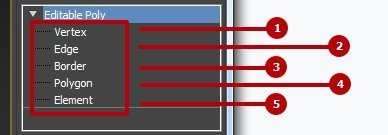 Editable Poly
Vertex 1
Edge 2
Border 3
Polygon 4
Element 5